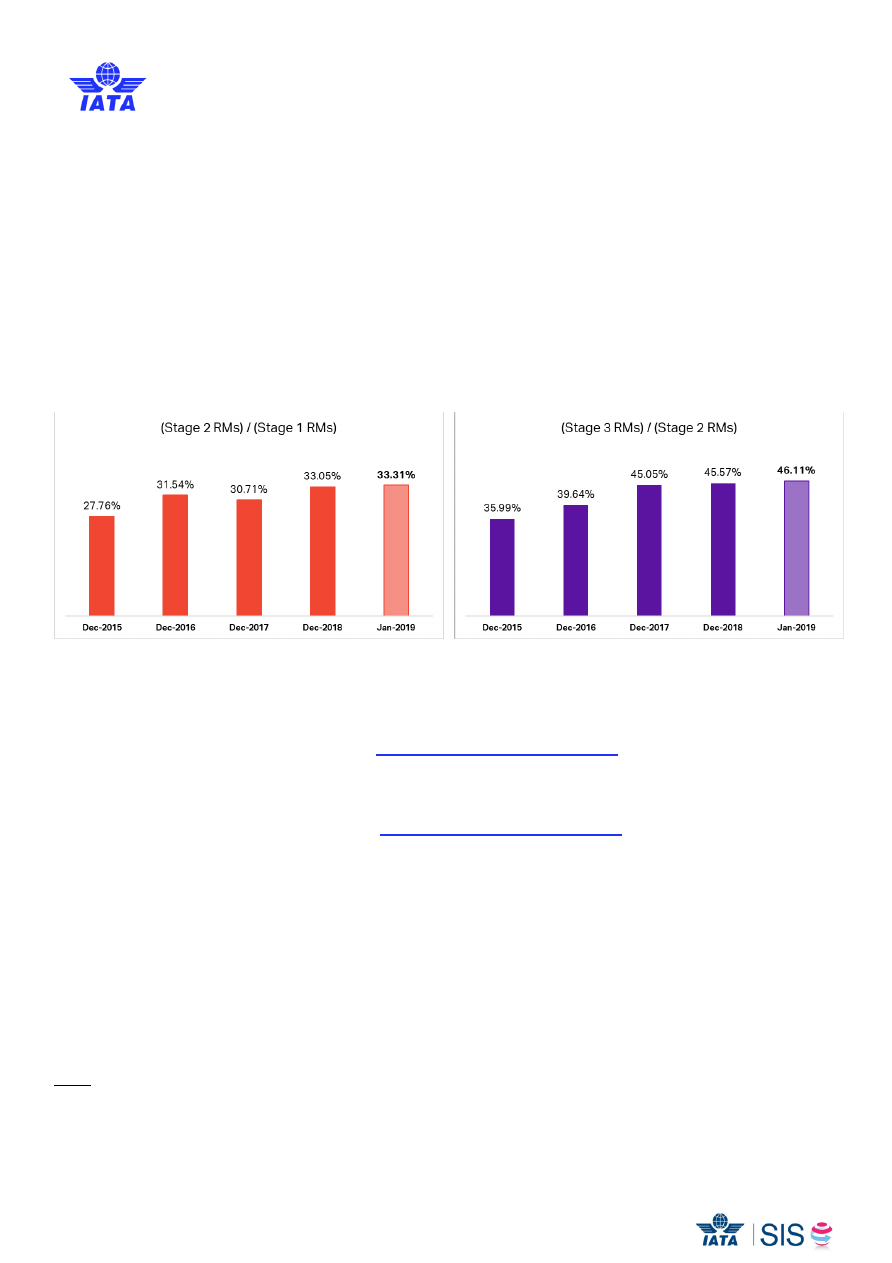 IATA
(Stage 2 RMs) / (Stage 1 RMs)
27.76%
31.54%
30.71%
33.05%
33.31%
Dec-2015 Dec-2016 Dec-2017 Dec-2018 Jan-2019
(Stage 3 RMs) / (Stage 2 RMs)
35.99%
39.64%
45.05%
45.57%
46.11%
Dec-2015 Dec-2016 Dec-2017 Dec-2018 Jan-2019
IATA SIS